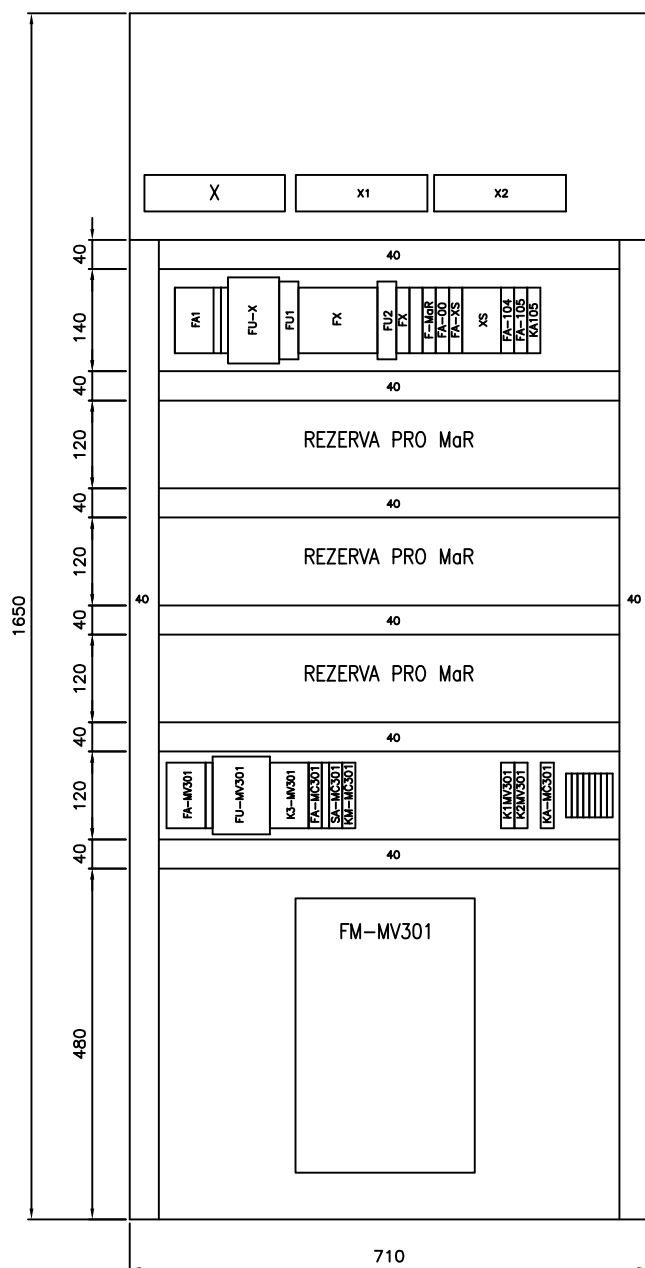 X
X1
X2
40
40
FA1
FU-X
FU1
FX
FU2
FX
F-MaR
FA-00
FA-XS
XS
FA-104
FA-105
KA105
140
40
40
REZERVA PRO MaR
120
40
40
REZERVA PRO MaR
120
40
40
1650
40
40
REZERVA PRO MaR
120
40
40
FA-MV301
FU-MV301
K3-MV301
FA-MC301
SA-MC301
KM-MC301
K1MV301
K2MV301
KA-MC301
120
40
40
FM-MV301
480
710